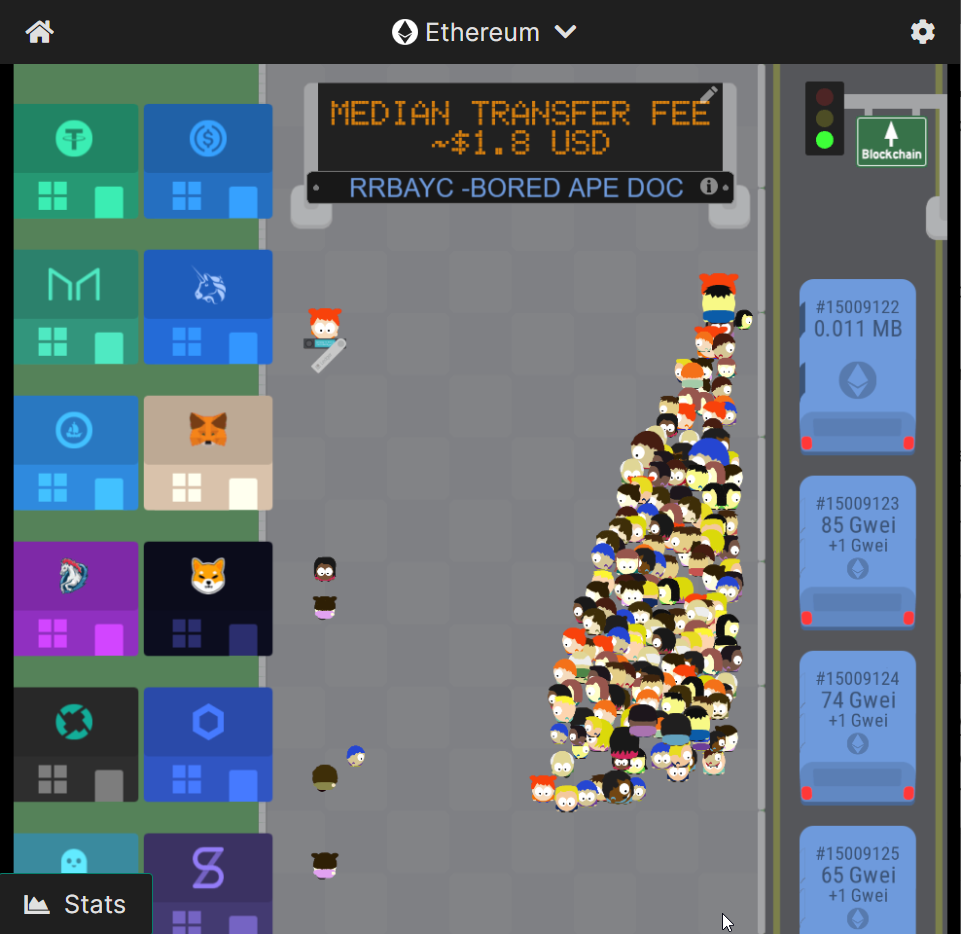 Ethereum
MEDIAN TRANSFER FEE
~$1.8 USD
RRBAYC -BORED APE DOC
Blockchain
#15009122
0.011 MB
#15009123
85 Gwei
+1 Gwei
#15009124
74 Gwei
+1 Gwei
#15009125
65 Gwei
+1 Gwei
Stats